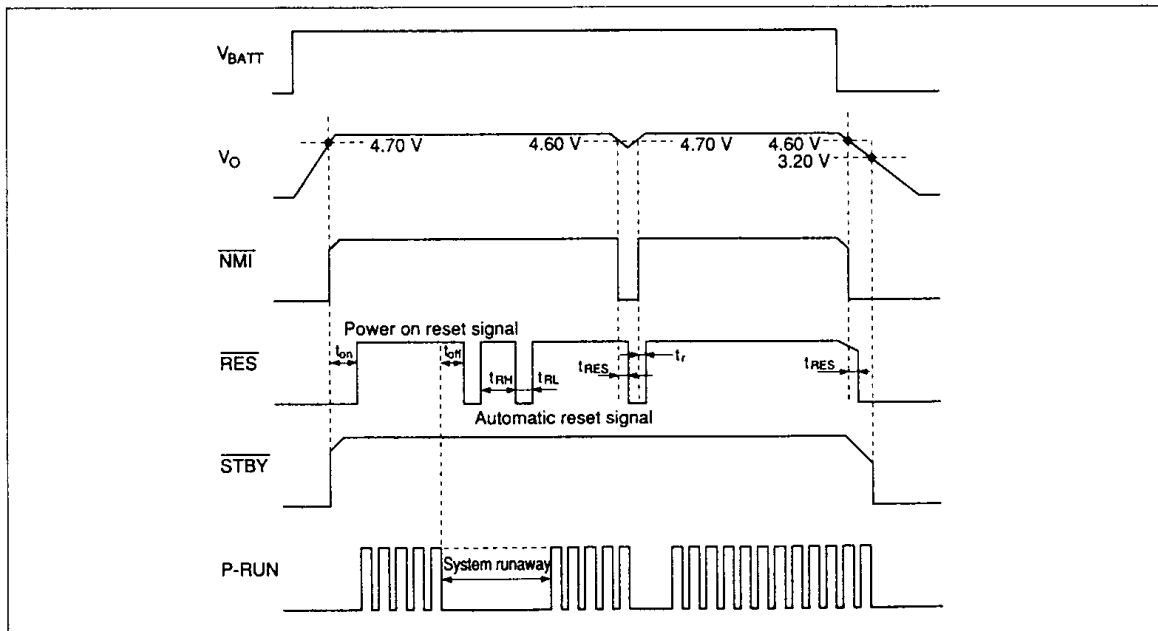 VBATT
VO
4.70 V
4.60 V
4.70 V
4.60 V
3.20 V
NMI
Power on reset signal
RES
ton
toff
tRH
tRL
tRES
tr
tRES
Automatic reset signal
STBY
P-RUN
System runaway